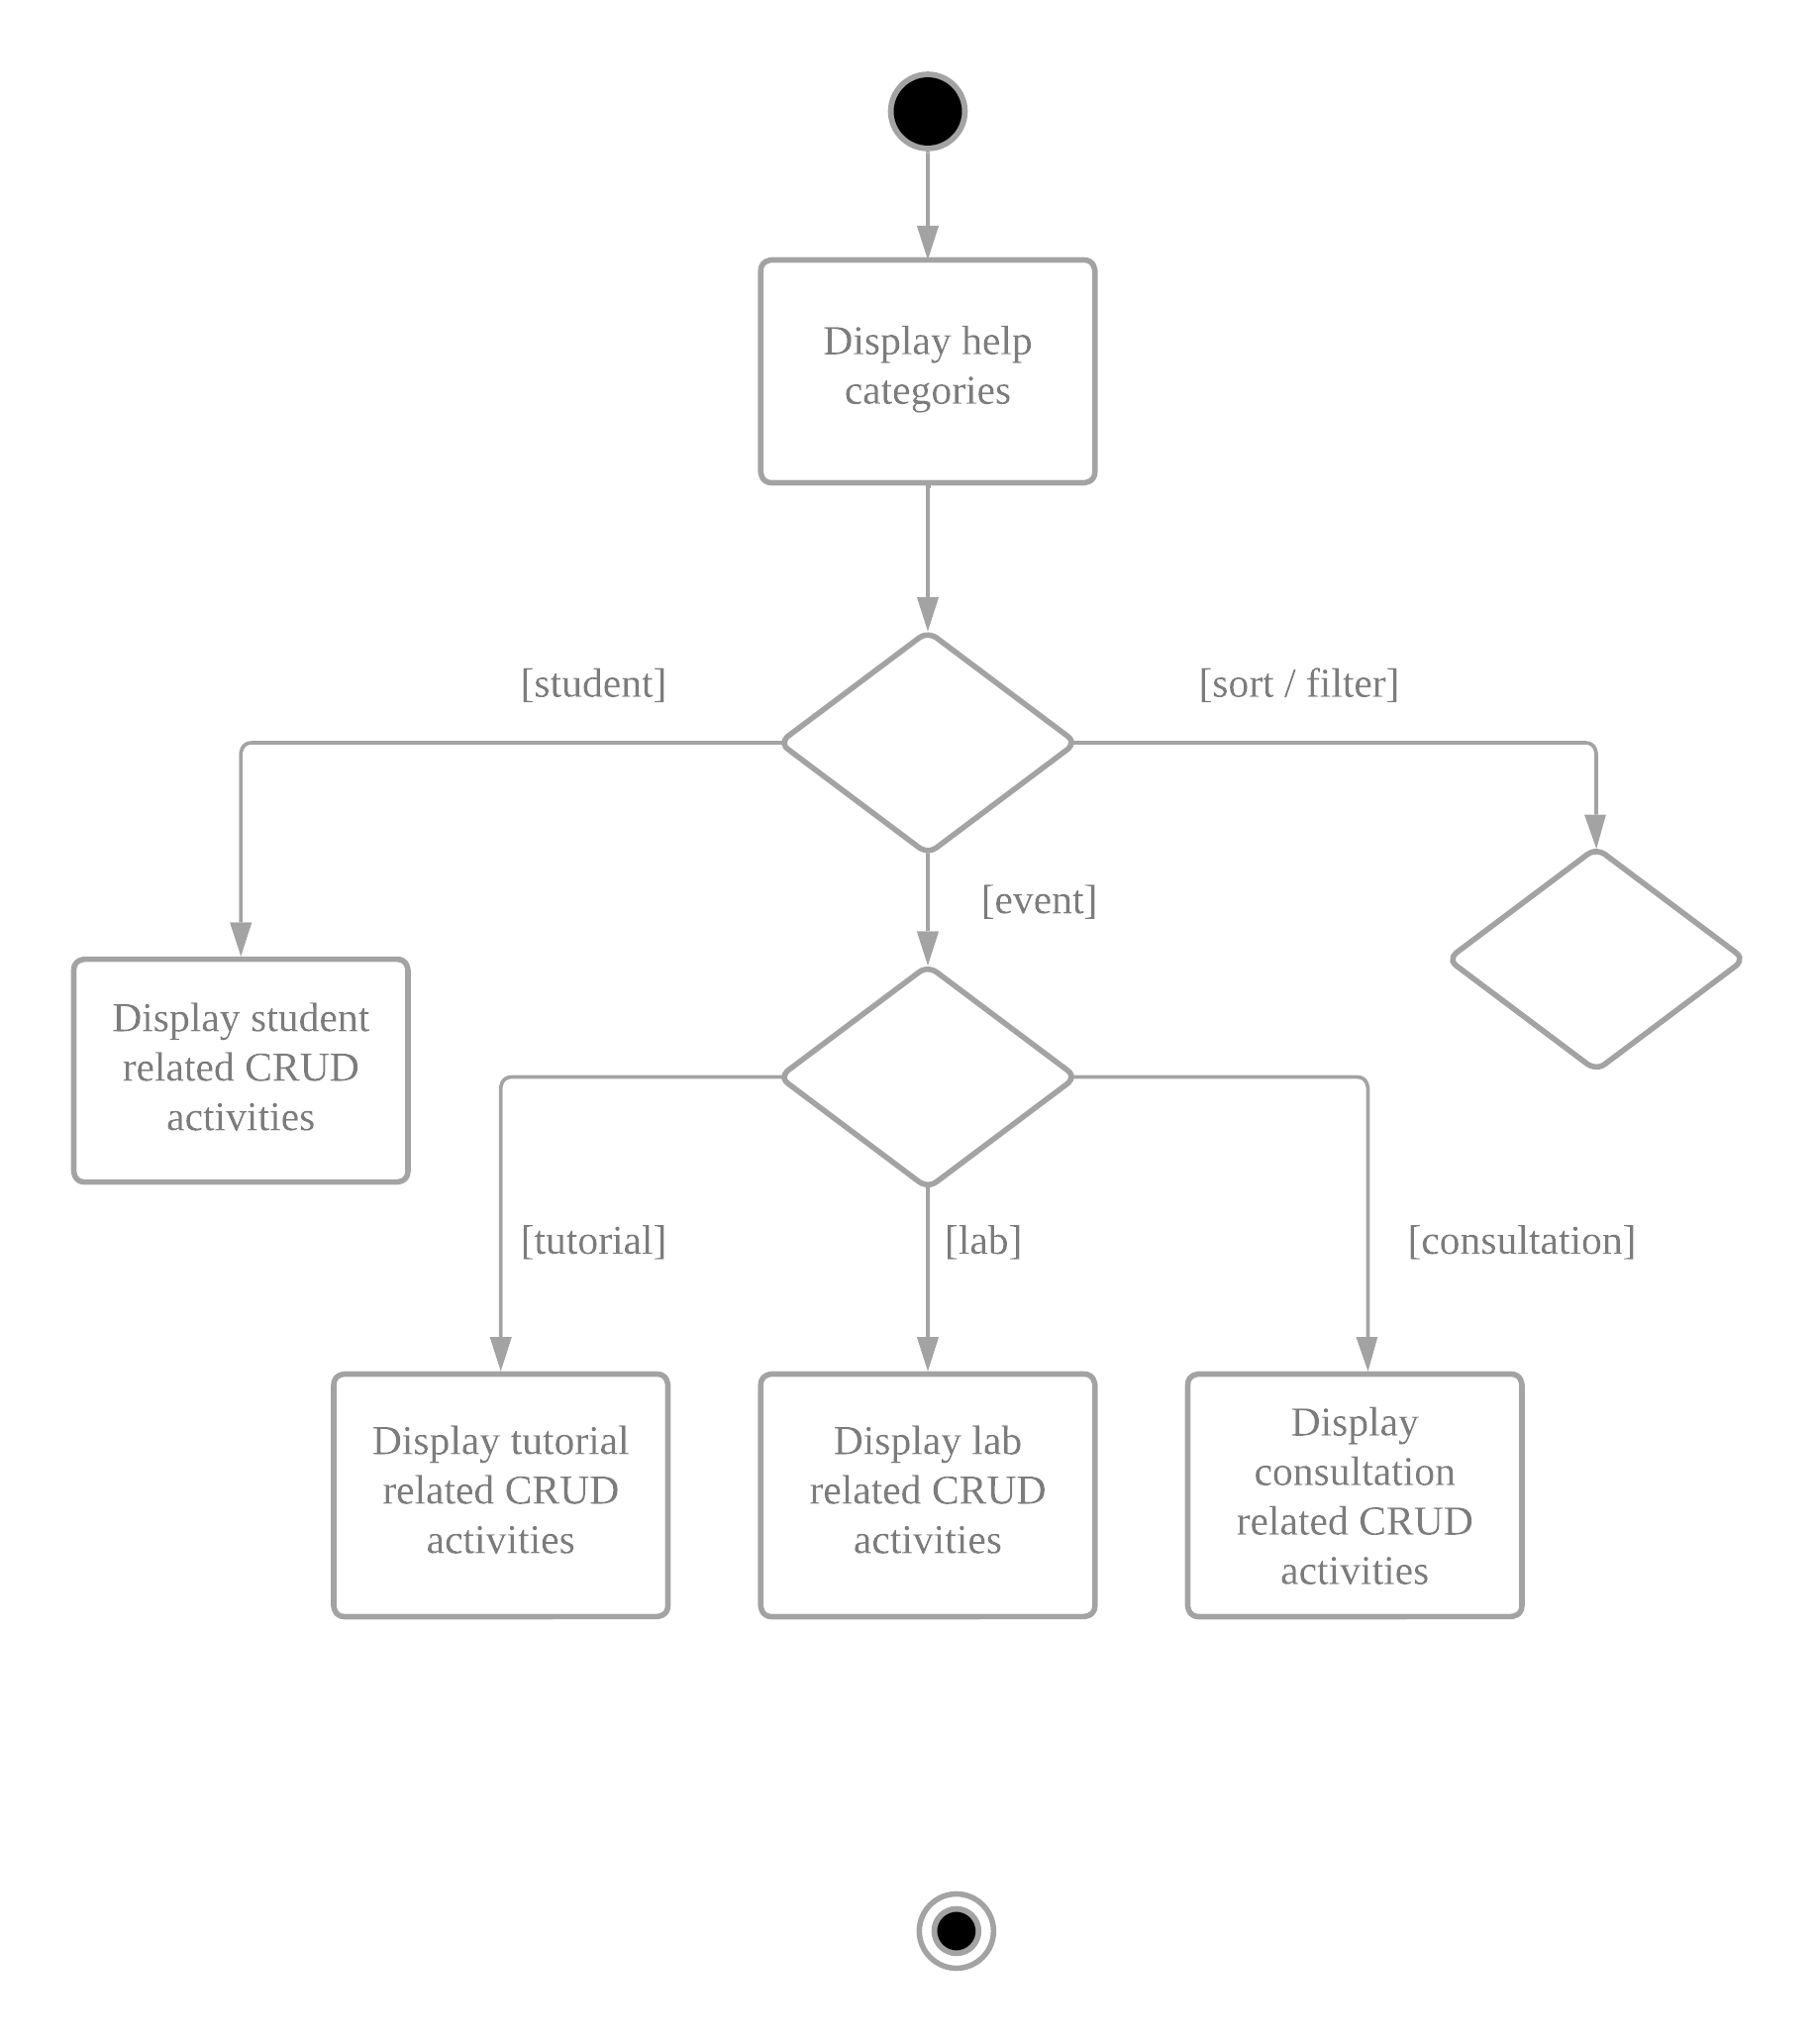 Display help
categories
[student]
[sort / filter]
[event]
Display student
related CRUD
activities
[tutorial]
[lab]
[consultation]
Display tutorial
related CRUD
activities
Display lab
related CRUD
activities
Display
consultation
related CRUD
activities